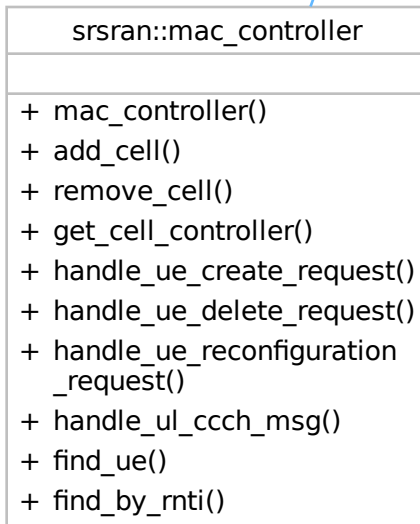 srsran::mac_controller
+ mac_controller()
+ add_cell()
+ remove_cell()
+ get_cell_controller()
+ handle_ue_create_request()
+ handle_ue_delete_request()
+ handle_ue_reconfiguration
_request()
+ handle_ul_ccch_msg()
+ find_ue()
+ find_by_rnti()